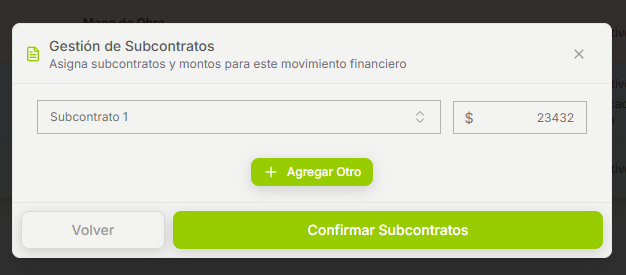 Mano de Obra
Gestión de Subcontratos
Asigna subcontratos y montos para este movimiento financiero
Subcontrato 1
$ 23432
Agregar Otro
Volver
Confirmar Subcontratos